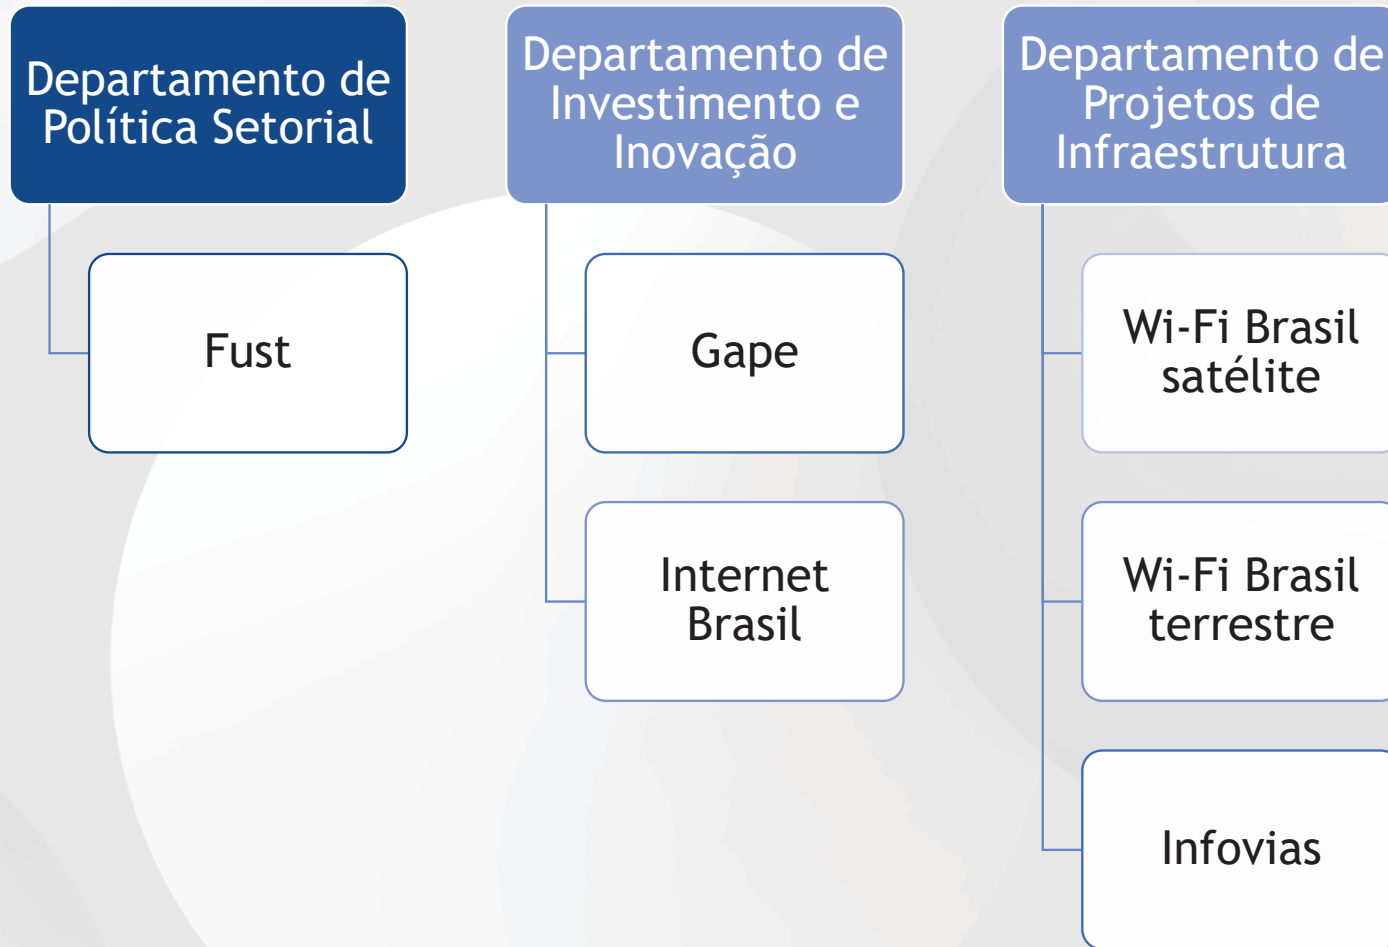 Departamento de
Política Setorial
Fust
Departamento de
Investimento e
Inovação
Gape
Internet
Brasil
Departamento de
Projetos de
Infraestrutura
Wi-Fi Brasil
satélite
Wi-Fi Brasil
terrestre
Infovias